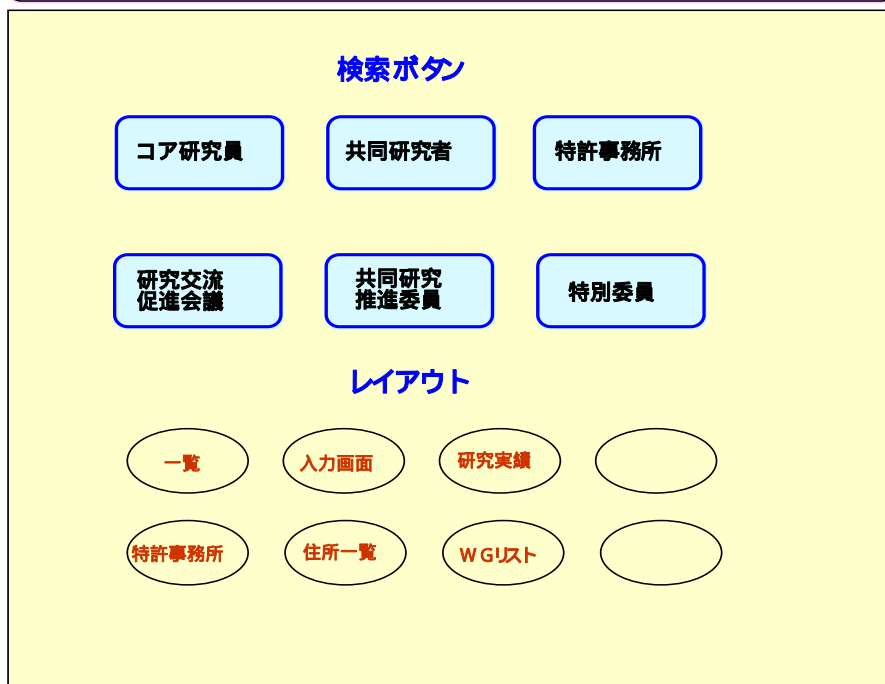 検索ボタン
コア研究員
共同研究者
特許事務所
研究交流
促進会議
共同研究
推進委員
特別委員
レイアウト
一覧
入力画面
研究実績
特許事務所
住所一覧
ＷＧリスト